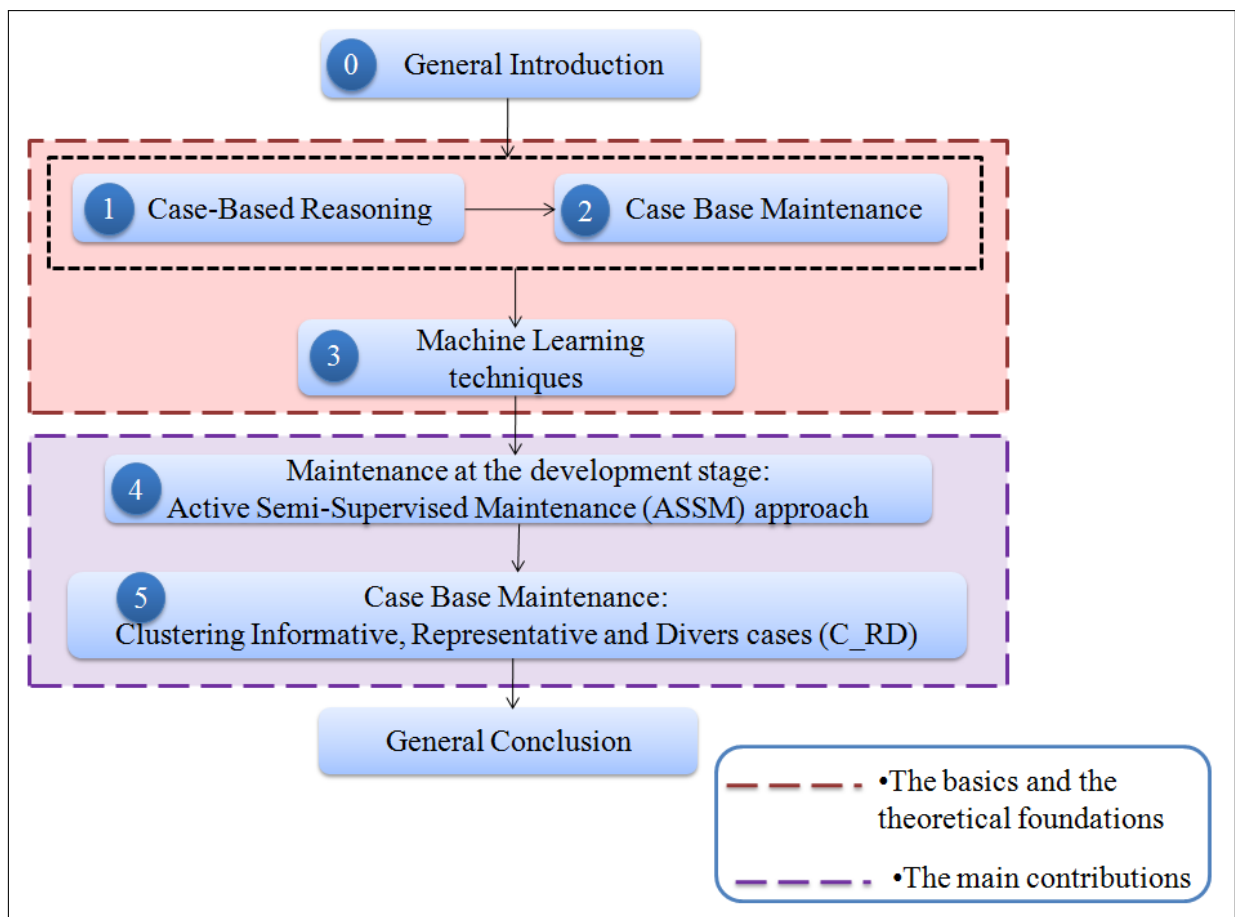 0 General Introduction
1 Case-Based Reasoning
2 Case Base Maintenance
3 Machine Learning
techniques
4 Maintenance at the development stage:
Active Semi-Supervised Maintenance (ASSM) approach
5 Case Base Maintenance:
Clustering Informative, Representative and Divers cases (C_RD)
General Conclusion
•The basics and the
theoretical foundations
•The main contributions